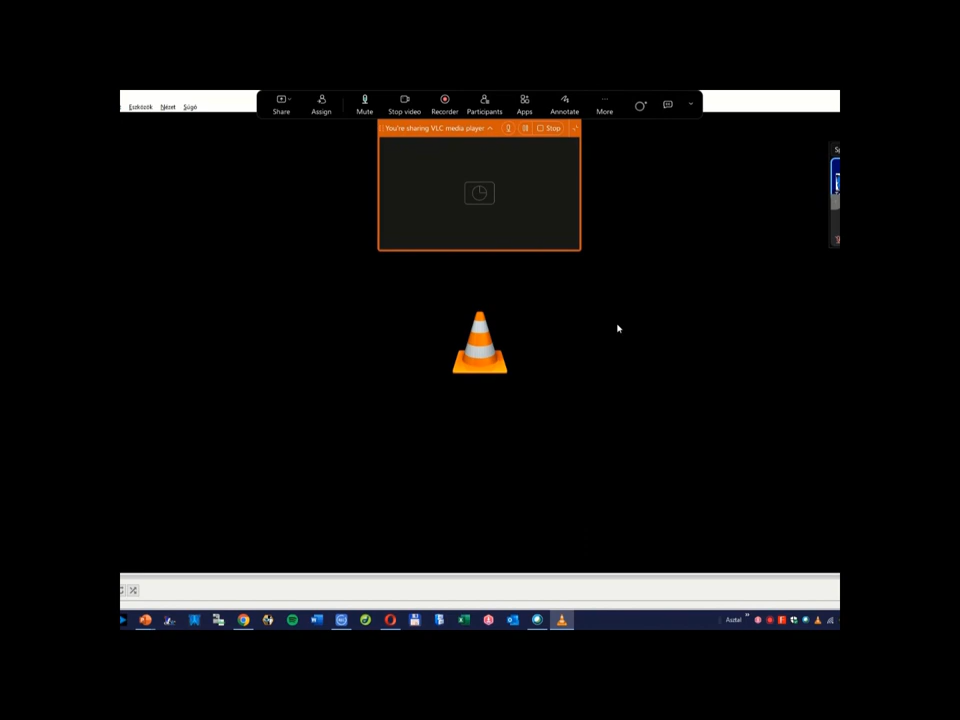 Eszközök Nézet Súgó
Share Assign Mute Stop video Recorder Participants Apps Annotate More
You're sharing VLC media player Stop
Asztal